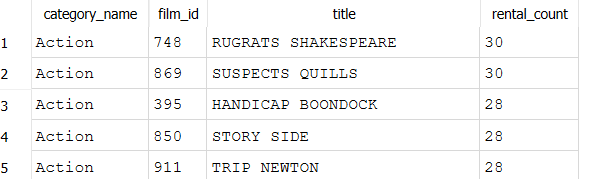 category_name film_id title rental_count
1 Action 748 RUGRATS SHAKESPEARE 30
2 Action 869 SUSPECTS QUILLS 30
3 Action 395 HANDICAP BOONDOCK 28
4 Action 850 STORY SIDE 28
5 Action 911 TRIP NEWTON 28